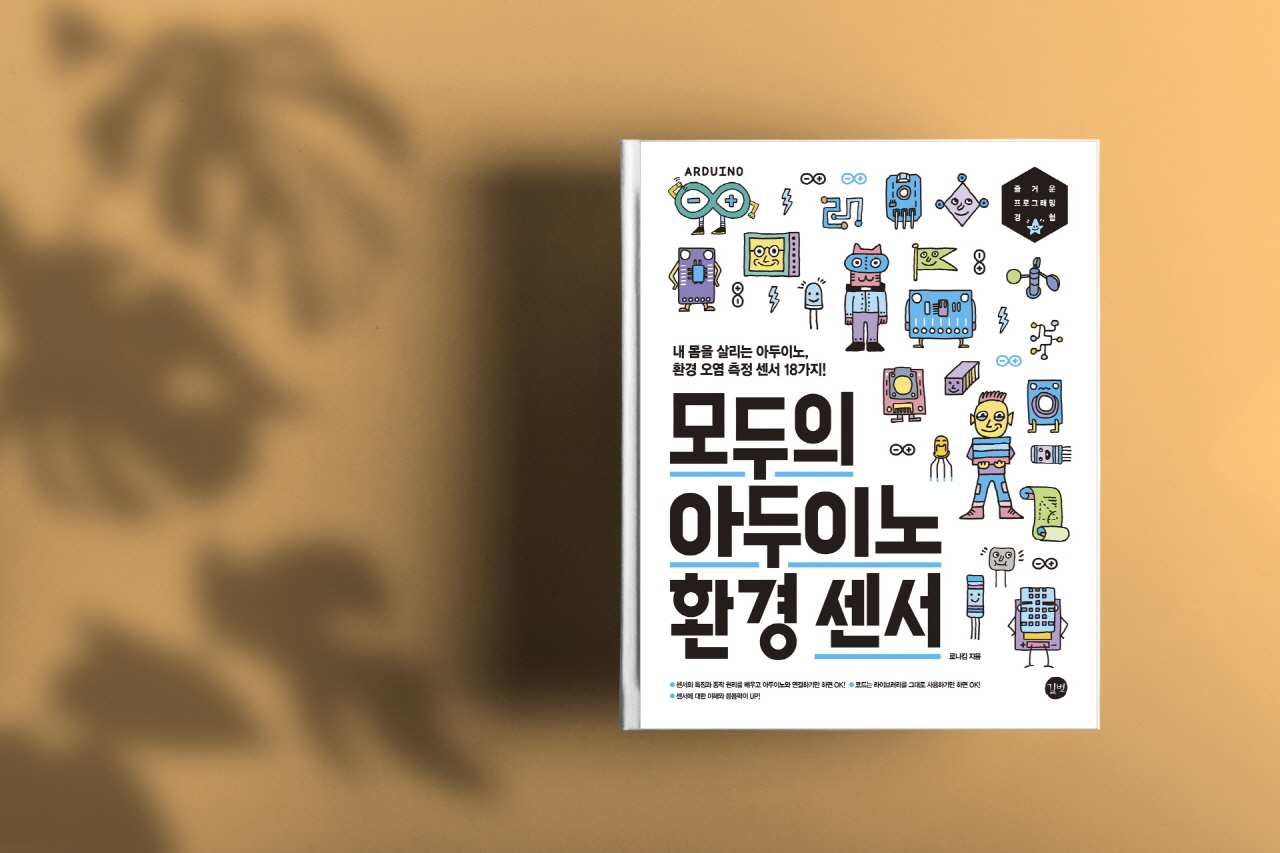 ARDUINO
즐거운
프로그래밍
경험
내 몸을 살리는 아두이노,
환경 오염 측정 센서 18가지!
모두의
아두이노
환경 센서
로나킴 지음
센서의 특징과 동작 원리를 배우고 아두이노와 연결하기만 하면 OK! 코드는 라이브러리를 그대로 사용하기만 하면 OK!
센서에 대한 이해와 응용력이 UP!
길벗